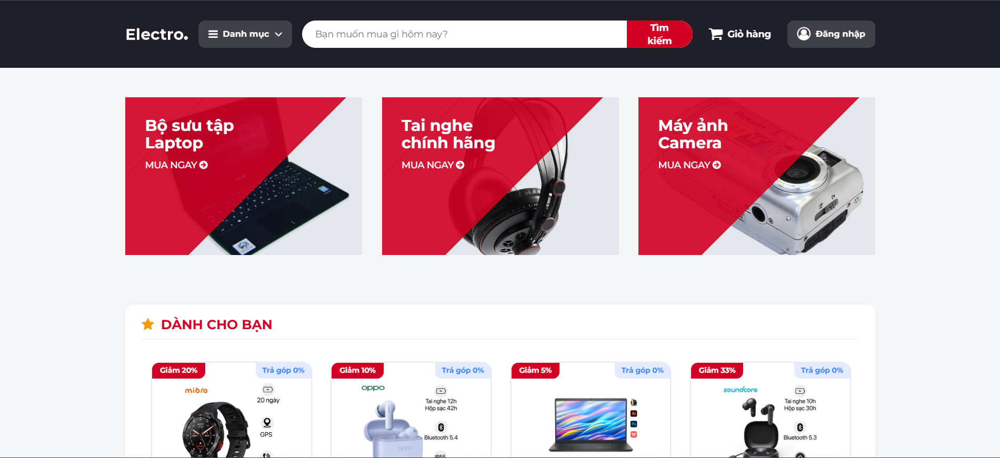 Electro.
Danh mục
Bạn muốn mua gì hôm nay?
Tìm
kiếm
Giỏ hàng
Đăng nhập
Bộ sưu tập
Laptop
MUA NGAY
Tai nghe
chính hãng
MUA NGAY
Máy ảnh
Camera
MUA NGAY
Rekam
DÀNH CHO BẠN
Giảm 20%
Trả góp 0%
mibro
20 ngày
GPS
Giảm 10%
Trả góp 0%
oppo
Tai nghe 12h
Hộp sạc 42h
Bluetooth 5.4
IP55
oppo
Giảm 5%
Trả góp 0%
Ai
Ps
Giảm 33%
Trả góp 0%
soundcore
Tai nghe 10h
Hộp sạc 30h
Bluetooth 5.3